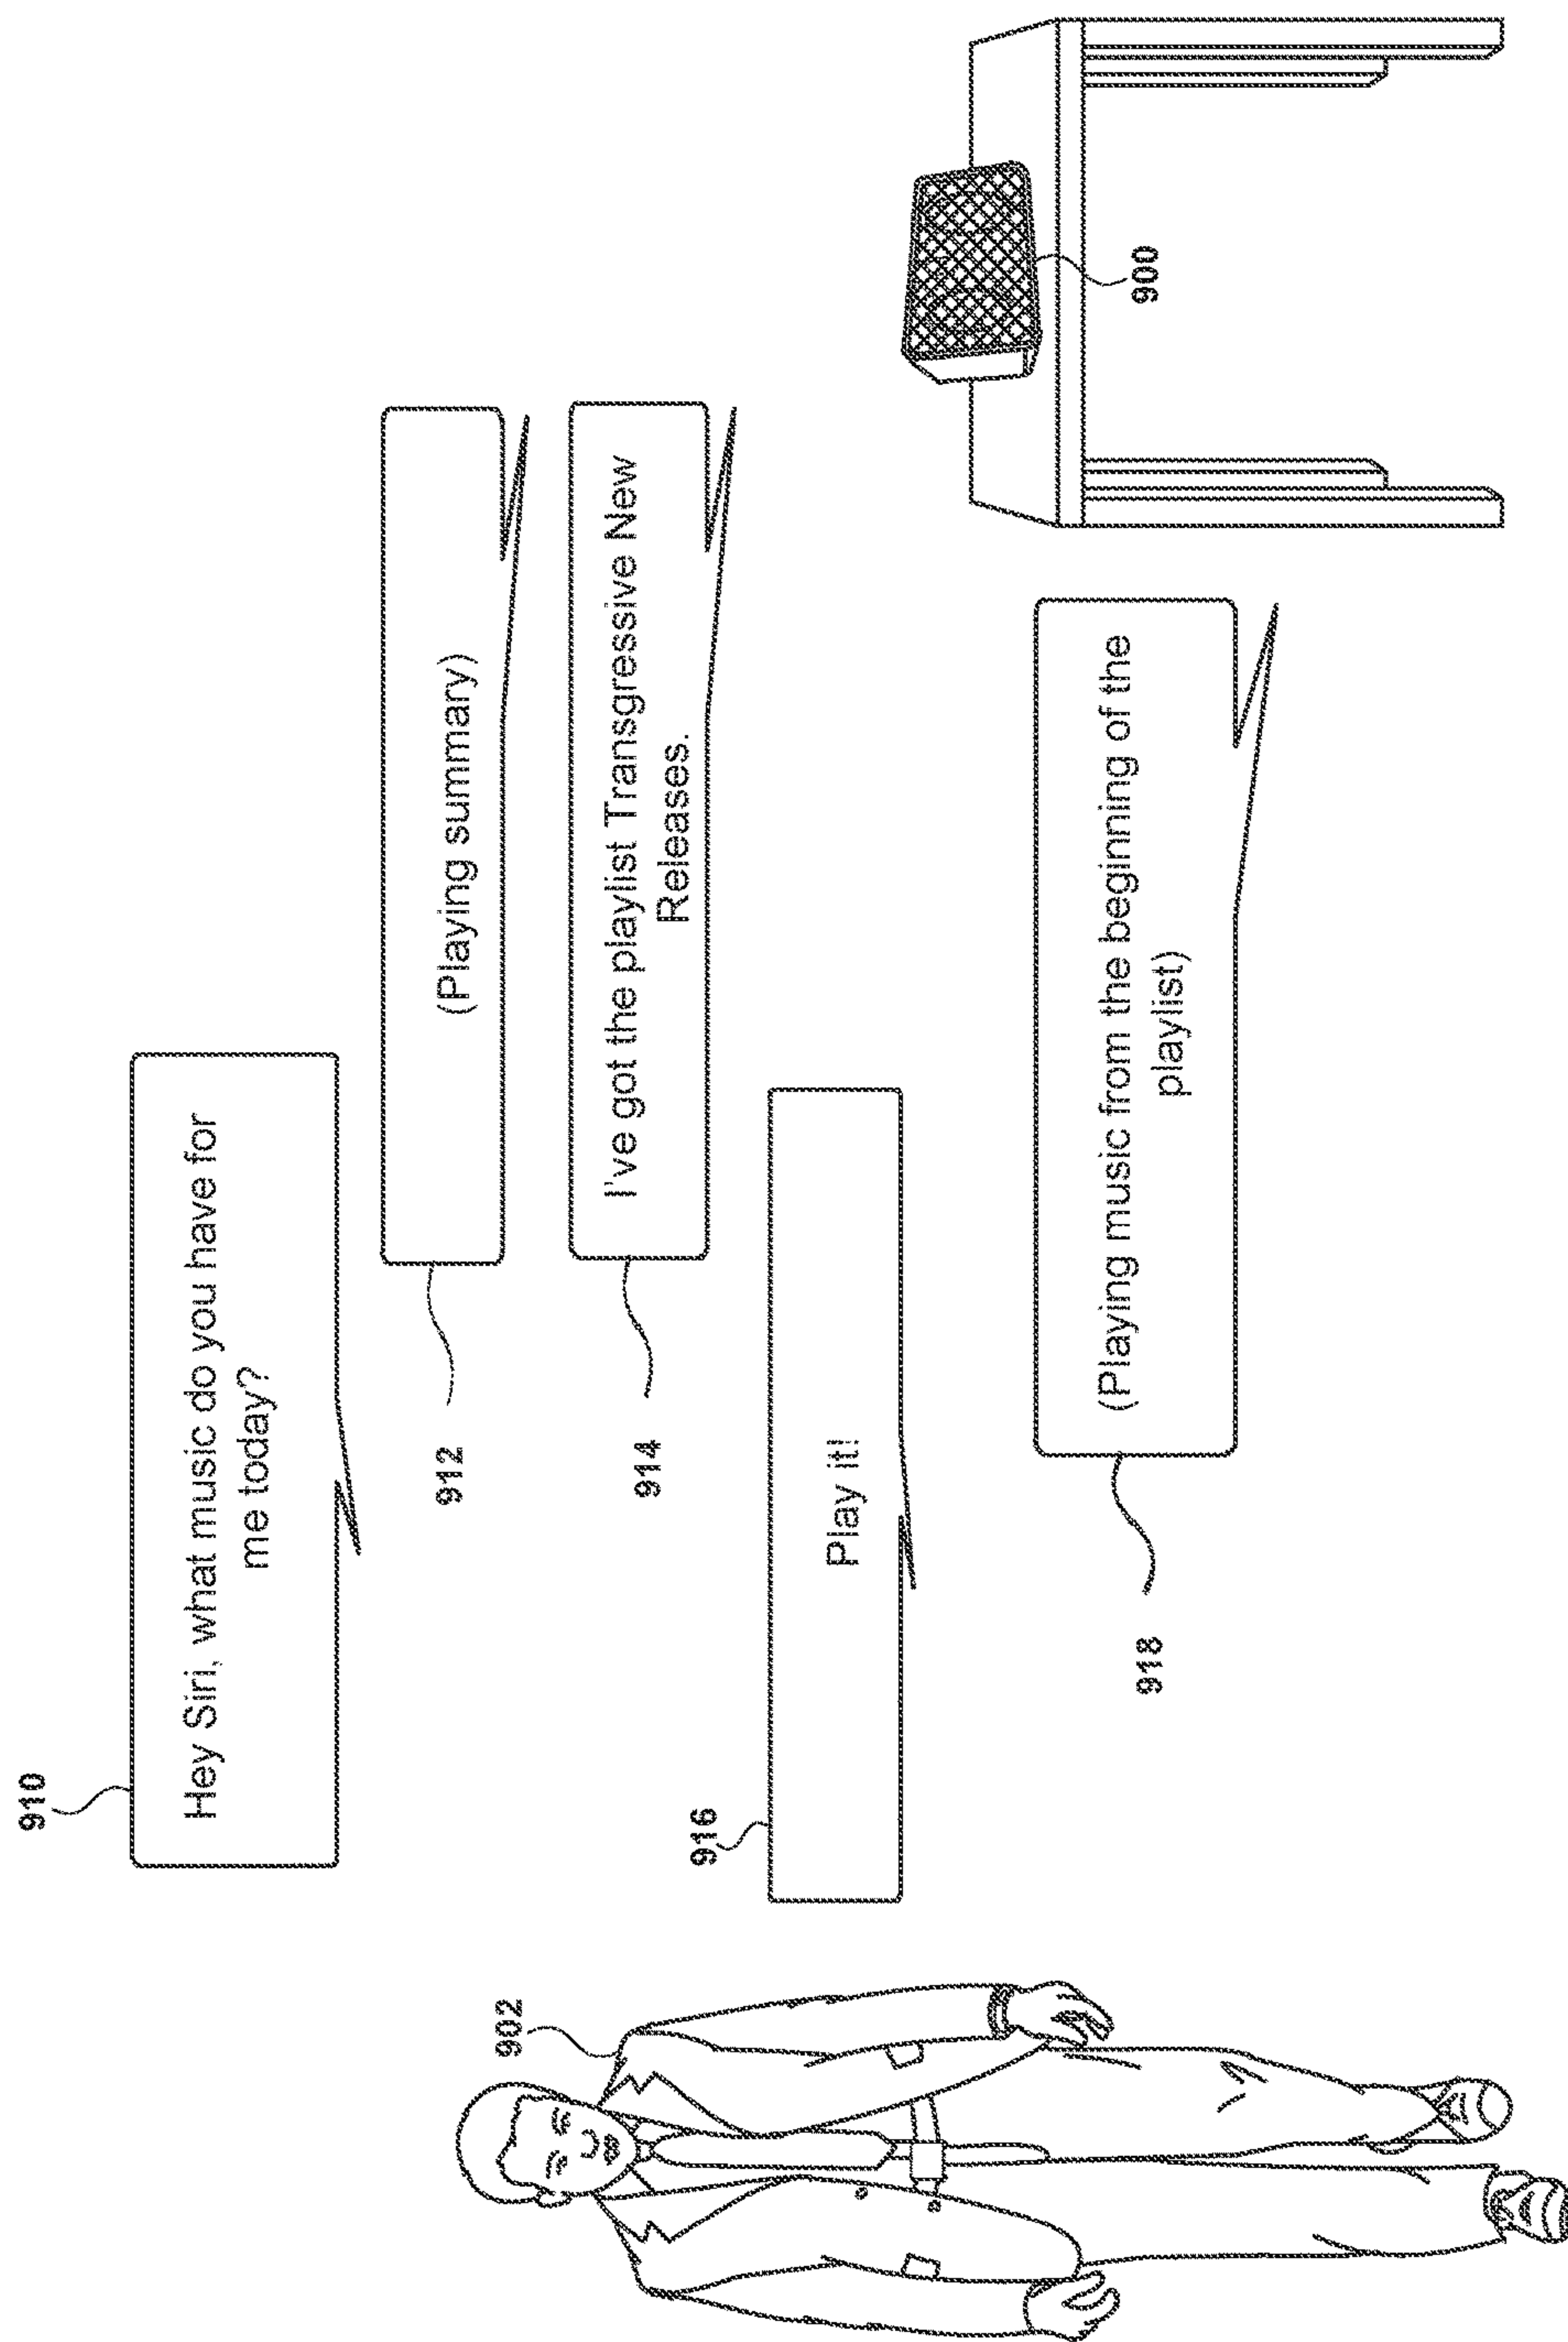 910
Hey Siri, what music do you have for
me today?
912
(Playing summary)
914
I've got the playlist Transgressive New
Releases.
916
Play it!
918
(Playing music from the beginning of the
playlist)
902
900